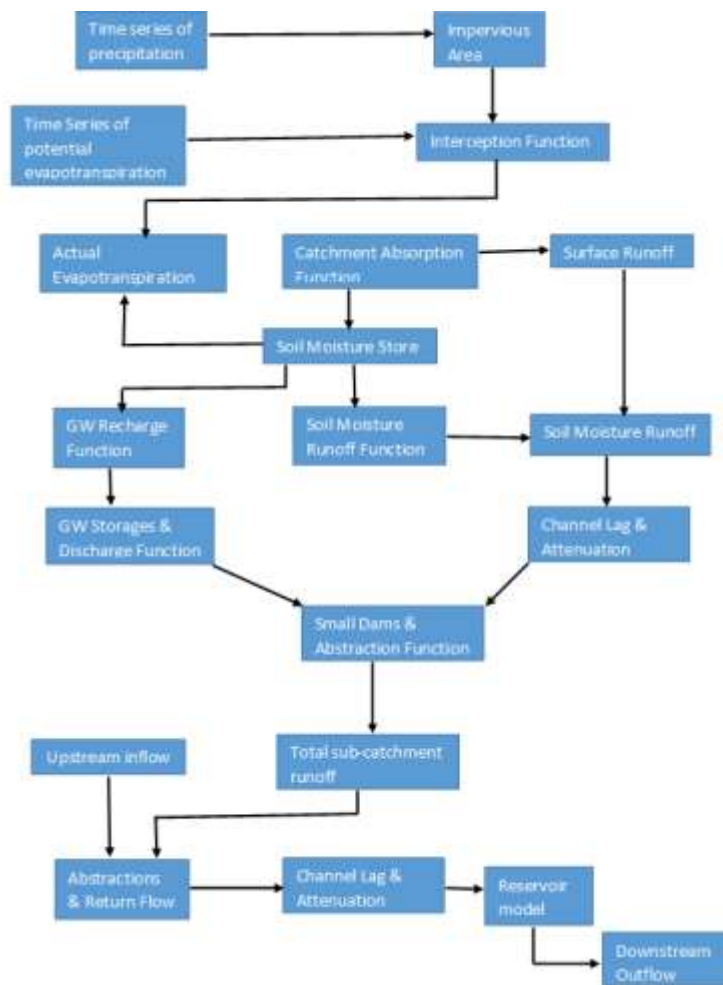 Time series of
precipitation
Impervious
Area
Time Series of
potential
evapotranspiration
Interception Function
Actual
Evapotranspiration
Catchment Absorption
Function
Surface Runoff
Soil Moisture Store
GW Recharge
Function
Soil Moisture
Runoff Function
Soil Moisture Runoff
GW Storages &
Discharge Function
Channel Lag &
Attenuation
Small Dams &
Abstraction Function
Upstream inflow
Total sub-catchment
runoff
Abstractions
& Return Flow
Channel Lag &
Attenuation
Reservoir
model
Downstream
Outflow